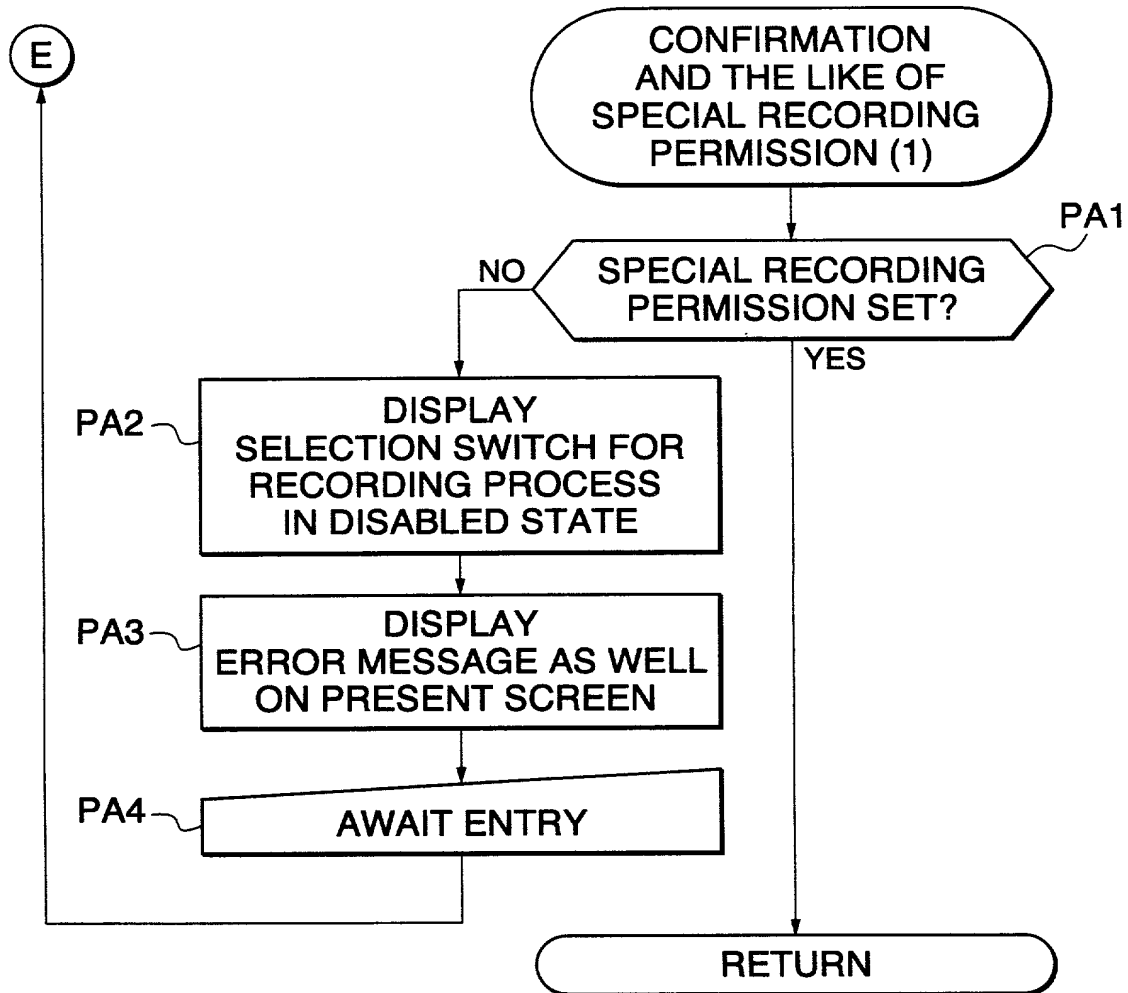 E
CONFIRMATION
AND THE LIKE OF
SPECIAL RECORDING
PERMISSION (1)
PA1
SPECIAL RECORDING
PERMISSION SET?
NO
YES
PA2
DISPLAY
SELECTION SWITCH FOR
RECORDING PROCESS
IN DISABLED STATE
PA3
DISPLAY
ERROR MESSAGE AS WELL
ON PRESENT SCREEN
PA4
AWAIT ENTRY
RETURN